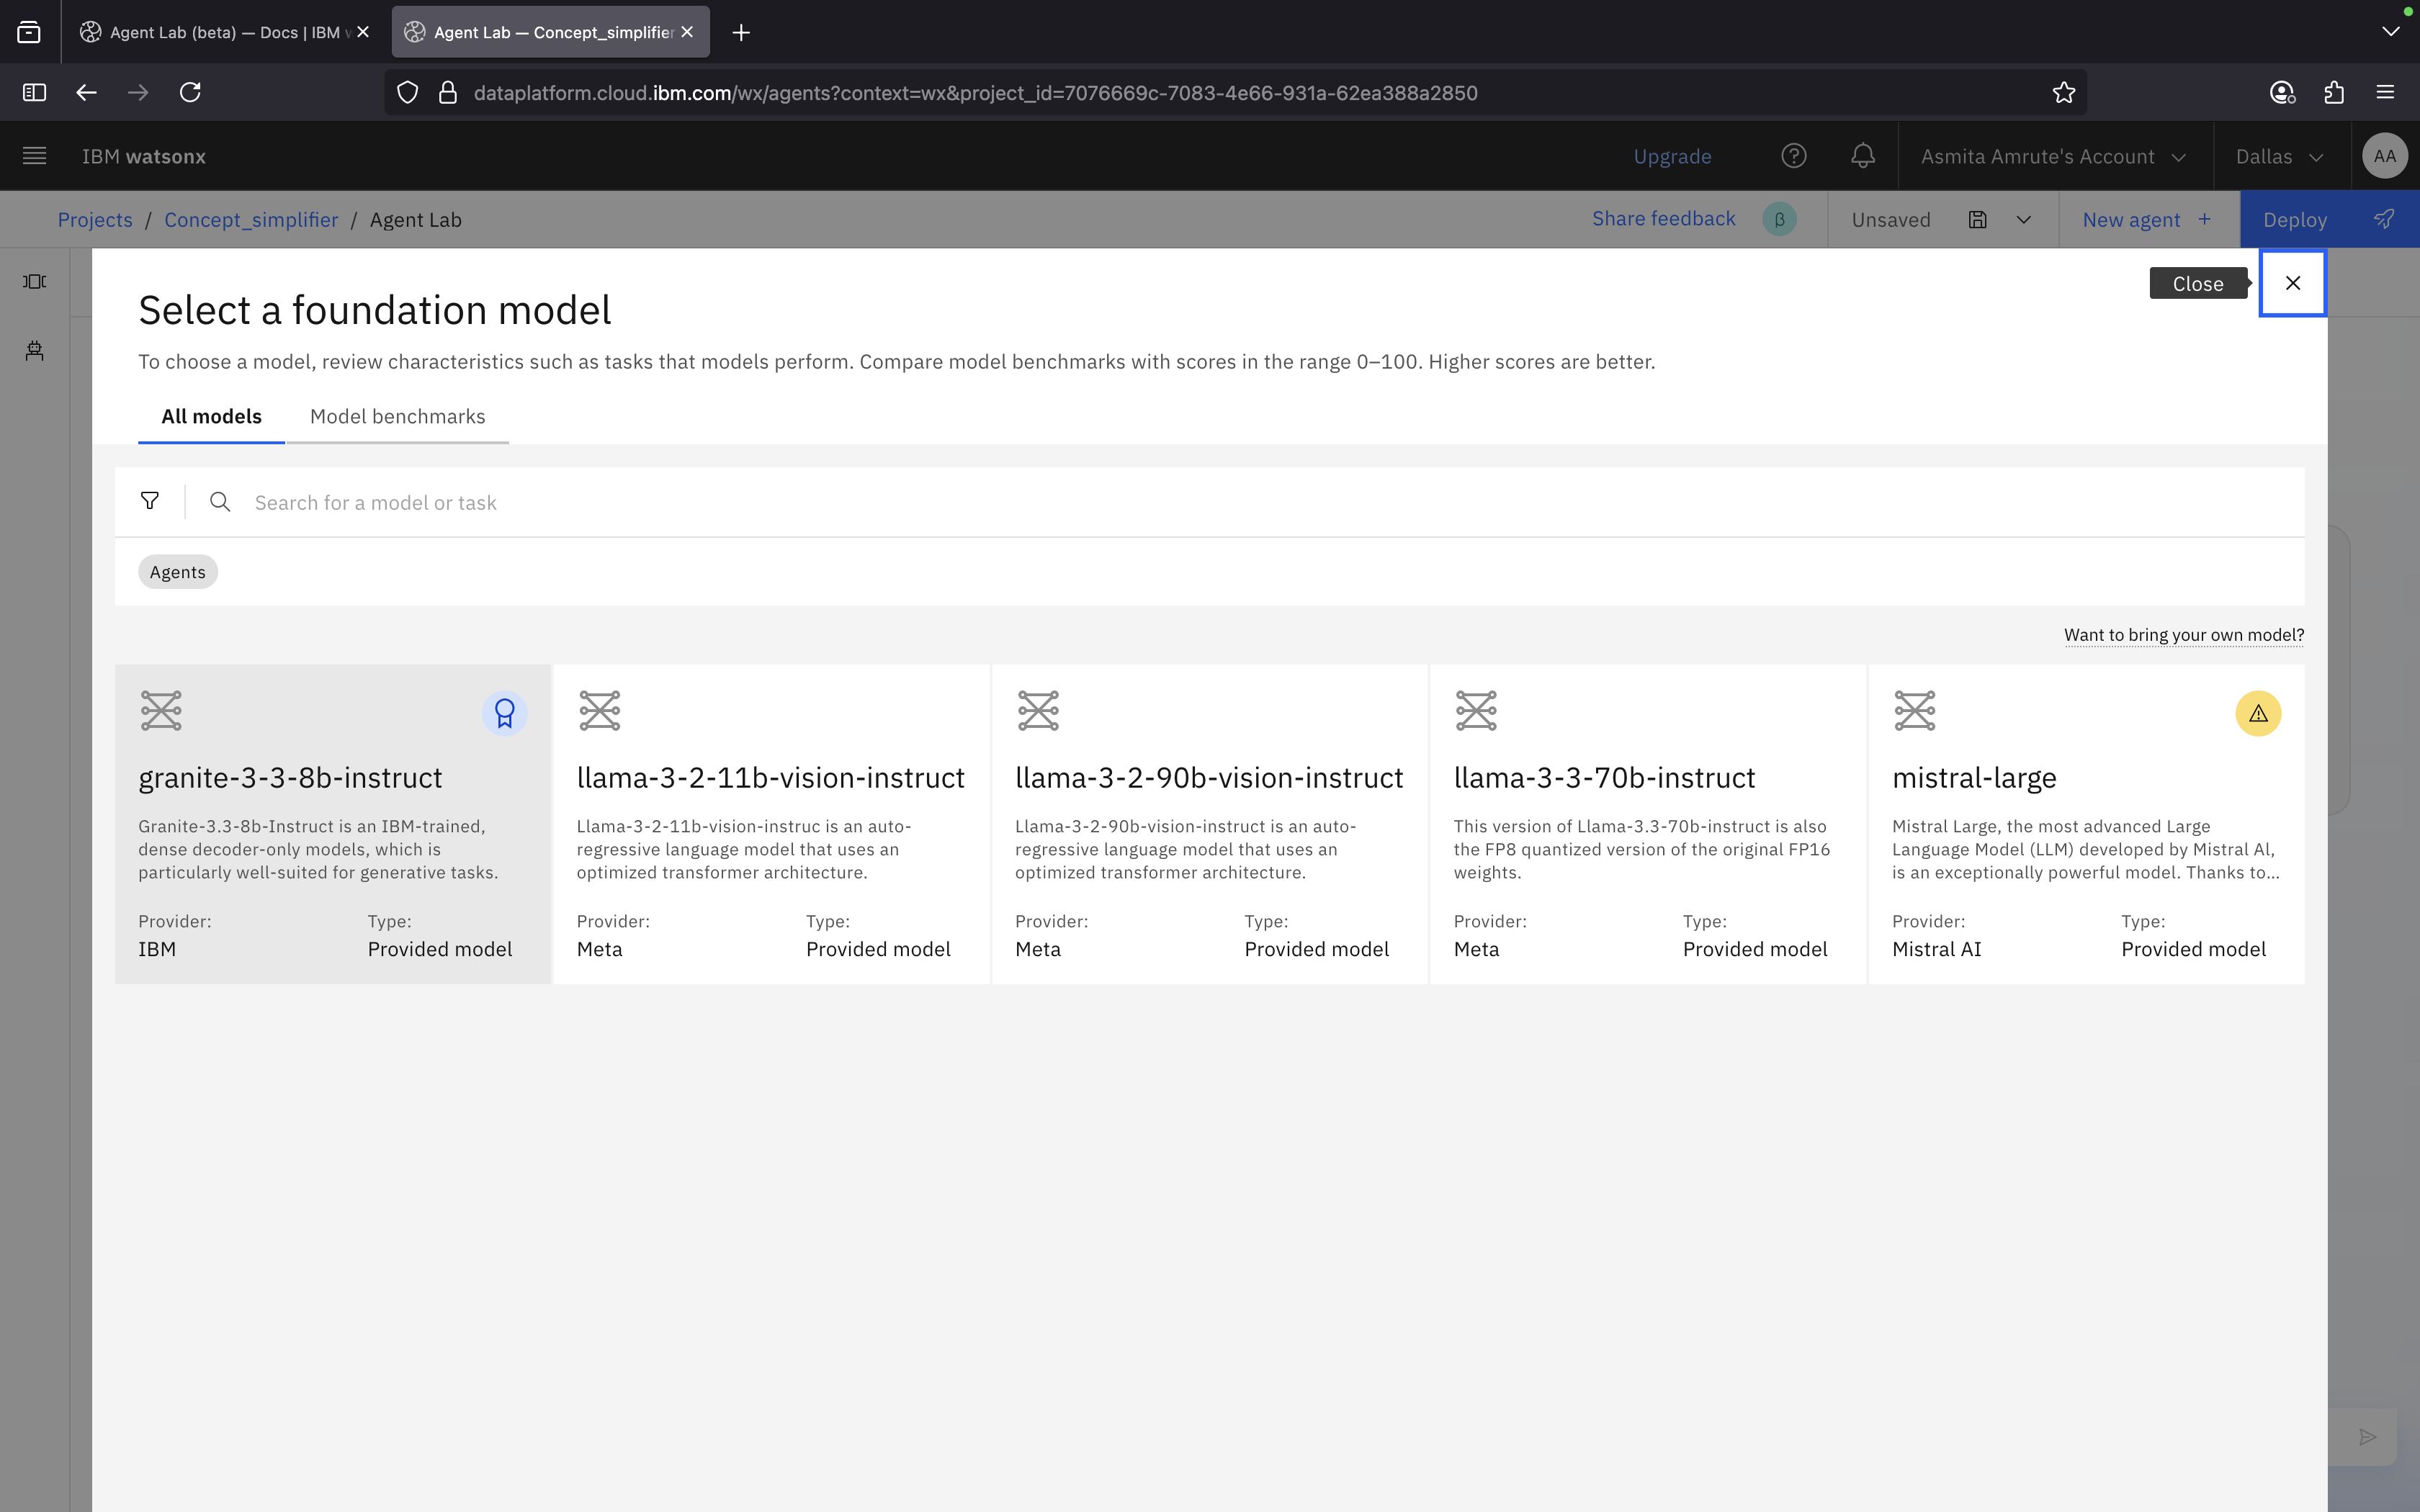 Agent Lab (beta) — Docs | IBM w
Agent Lab — Concept_simplifier
dataplatform.cloud.ibm.com/wx/agents?context=wx&project_id=7076669c-7083-4e66-931a-62ea388a2850
IBM watsonx
Upgrade
Asmita Amrute's Account
Dallas
AA
Projects / Concept_simplifier / Agent Lab
Share feedback
β
Unsaved
New agent +
Deploy
Close
Select a foundation model
To choose a model, review characteristics such as tasks that models perform. Compare model benchmarks with scores in the range 0–100. Higher scores are better.
All models
Model benchmarks
Search for a model or task
Agents
Want to bring your own model?
granite-3-3-8b-instruct
Granite-3.3-8b-Instruct is an IBM-trained,
dense decoder-only models, which is
particularly well-suited for generative tasks.
Provider:
IBM
Type:
Provided model
llama-3-2-11b-vision-instruct
Llama-3-2-11b-vision-instruc is an auto-
regressive language model that uses an
optimized transformer architecture.
Provider:
Meta
Type:
Provided model
llama-3-2-90b-vision-instruct
Llama-3-2-90b-vision-instruct is an auto-
regressive language model that uses an
optimized transformer architecture.
Provider:
Meta
Type:
Provided model
llama-3-3-70b-instruct
This version of Llama-3.3-70b-instruct is also
the FP8 quantized version of the original FP16
weights.
Provider:
Meta
Type:
Provided model
mistral-large
Mistral Large, the most advanced Large
Language Model (LLM) developed by Mistral Al,
is an exceptionally powerful model. Thanks to...
Provider:
Mistral AI
Type:
Provided model